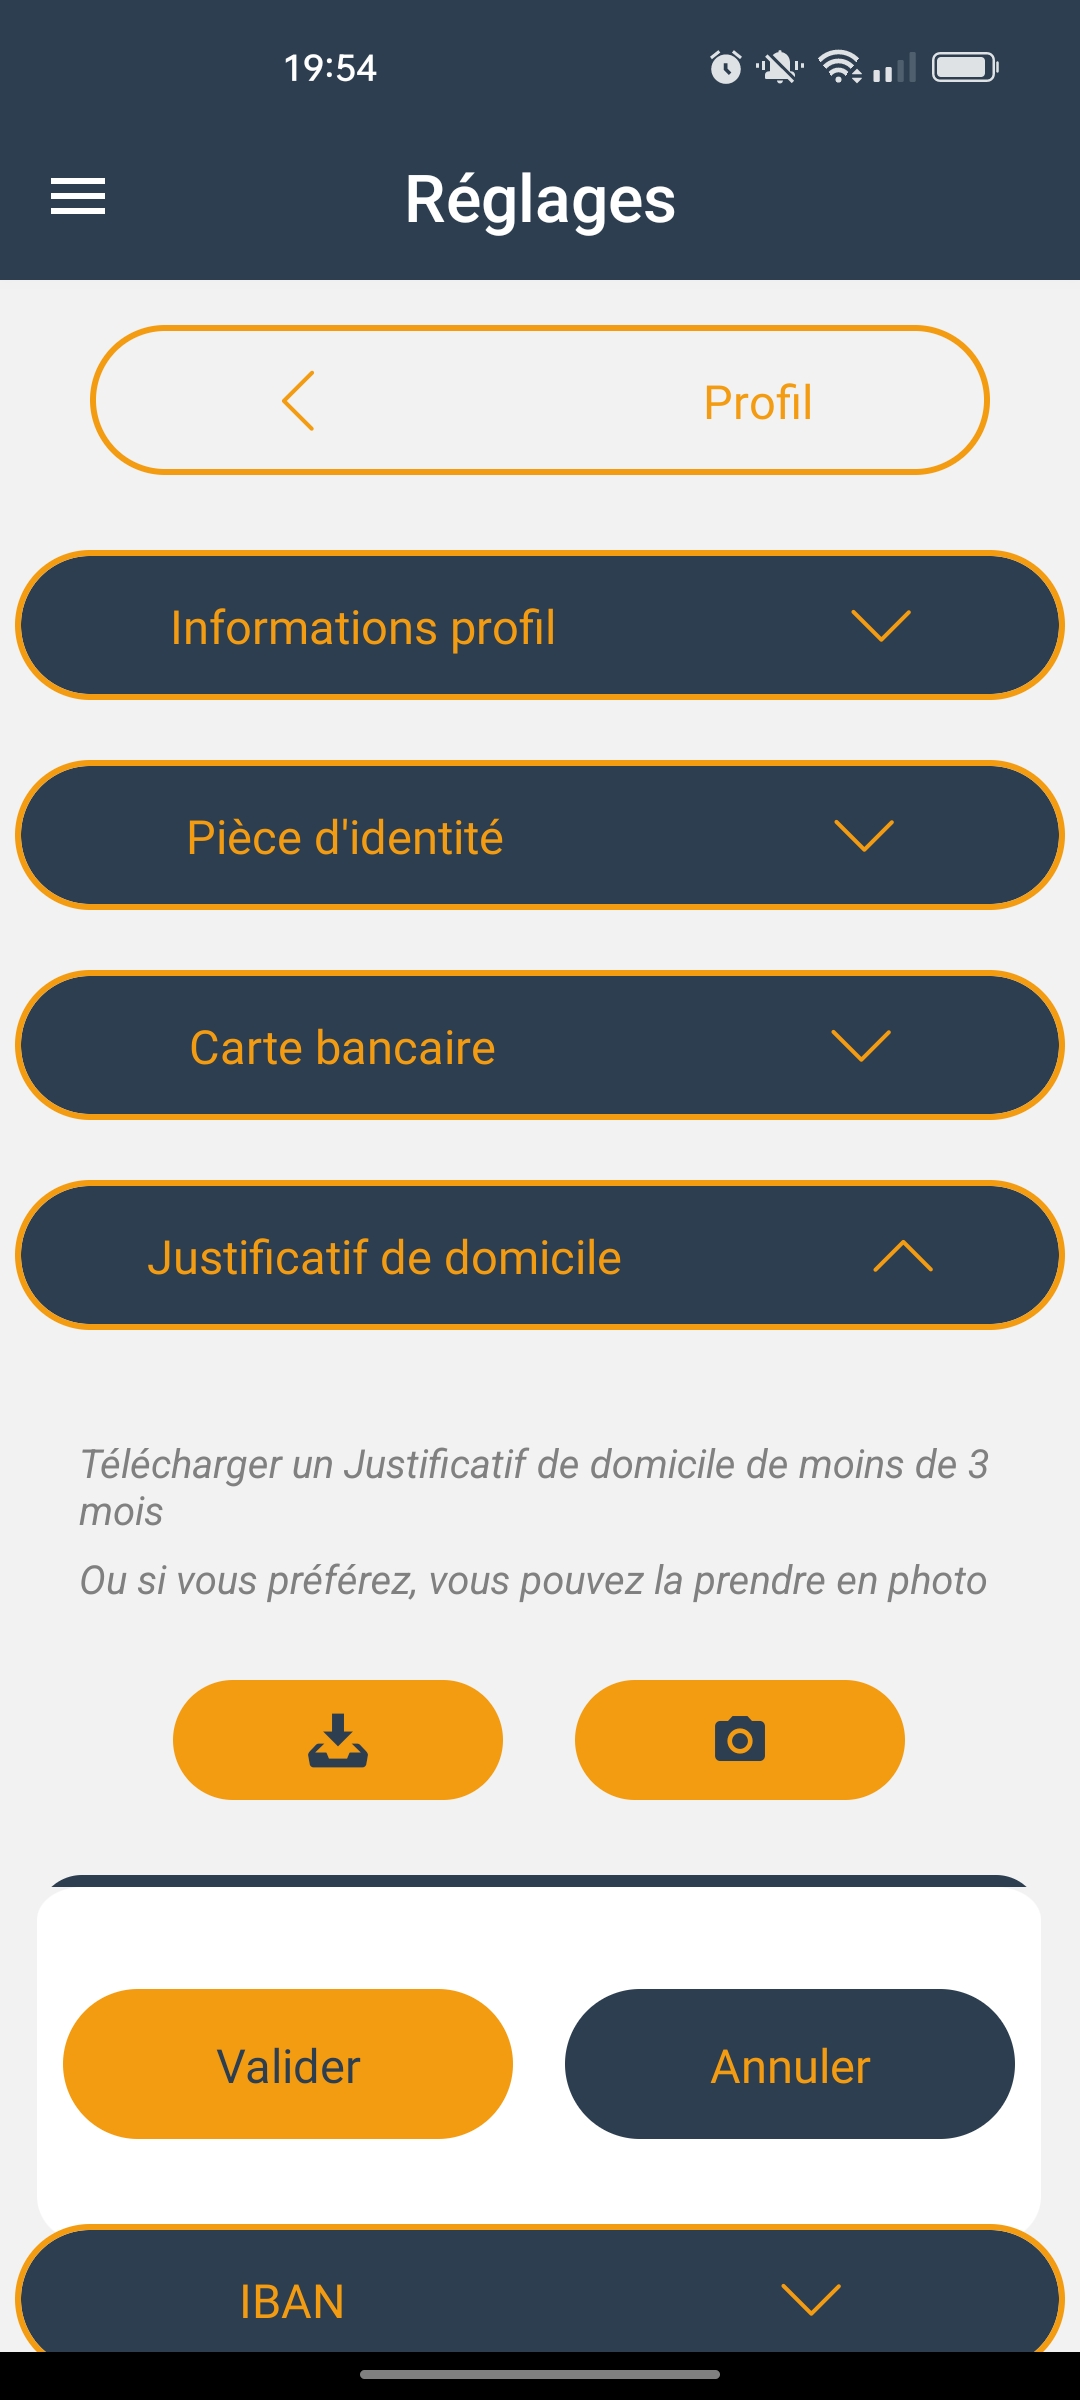 19:54
Réglages
Profil
Informations profil
Pièce d'identité
Carte bancaire
Justificatif de domicile
Télécharger un Justificatif de domicile de moins de 3
mois
Ou si vous préférez, vous pouvez la prendre en photo
Valider
Annuler
IBAN